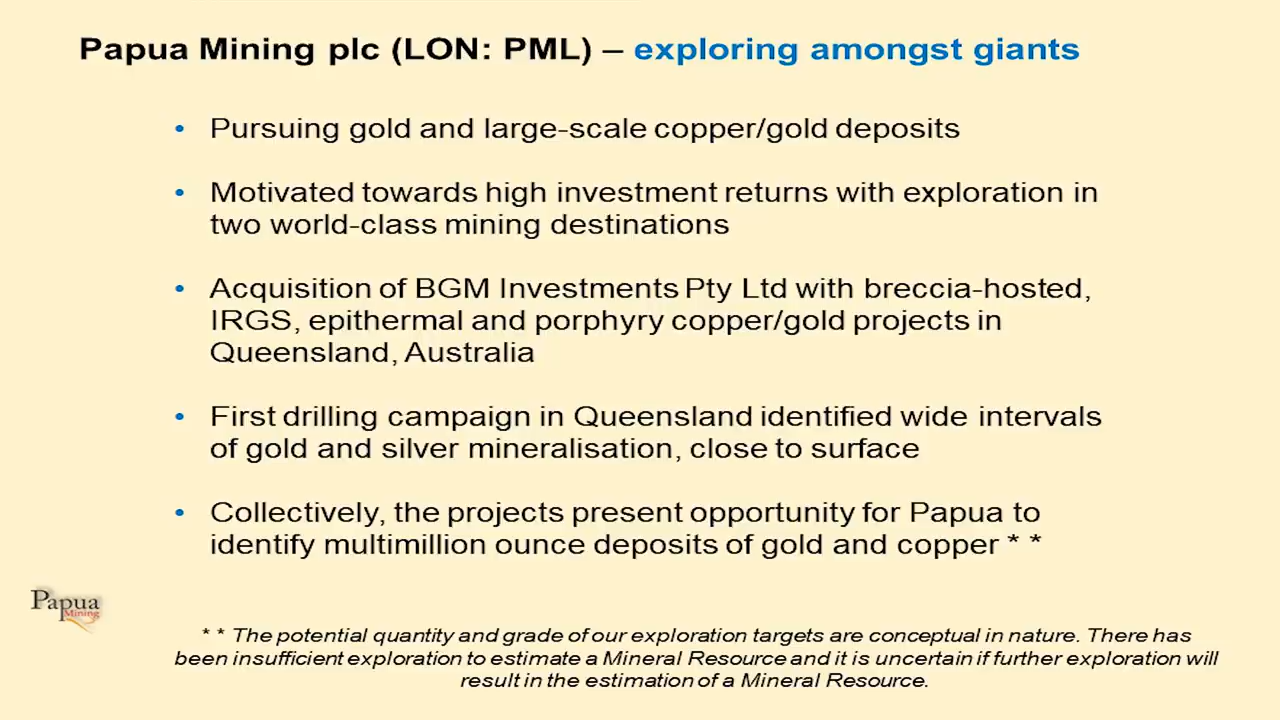 Papua Mining plc (LON: PML) – exploring amongst giants
• Pursuing gold and large-scale copper/gold deposits
• Motivated towards high investment returns with exploration in
two world-class mining destinations
• Acquisition of BGM Investments Pty Ltd with breccia-hosted,
IRGS, epithermal and porphyry copper/gold projects in
Queensland, Australia
• First drilling campaign in Queensland identified wide intervals
of gold and silver mineralisation, close to surface
• Collectively, the projects present opportunity for Papua to
identify multimillion ounce deposits of gold and copper * *
Papua
Mining
* * The potential quantity and grade of our exploration targets are conceptual in nature. There has
been insufficient exploration to estimate a Mineral Resource and it is uncertain if further exploration will
result in the estimation of a Mineral Resource.